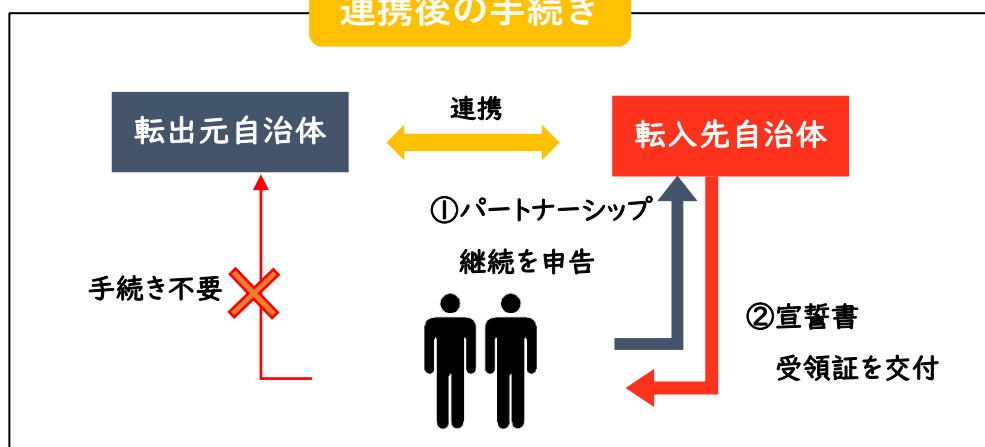 連携後の手続き
転出元自治体
連携
転入先自治体
①パートナーシップ
継続を申告
手続き不要
②宣誓書
受領証を交付